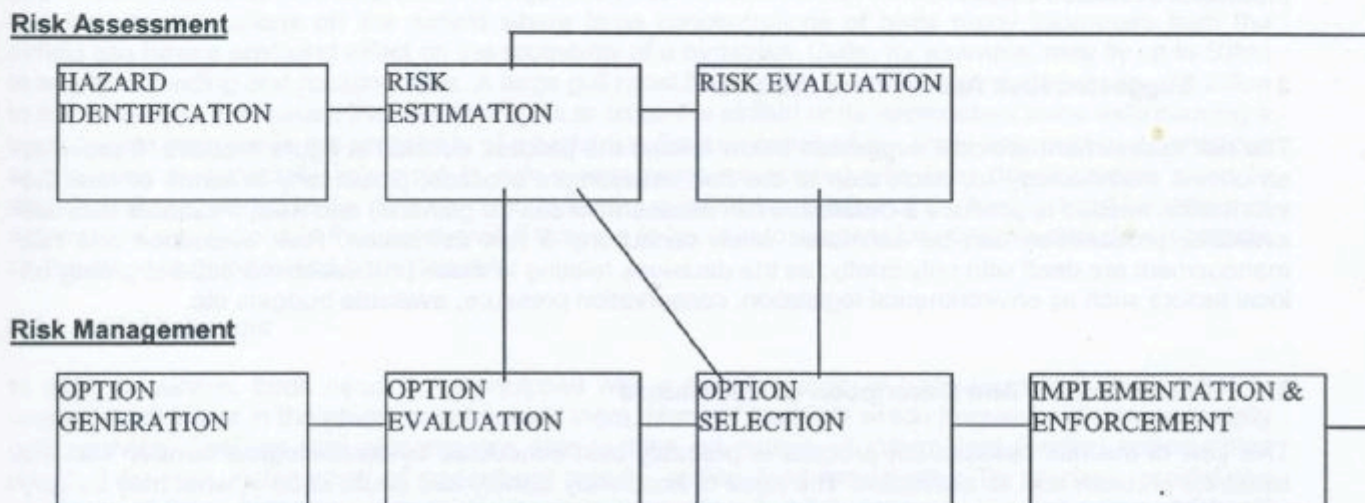 Risk Assessment
HAZARD
IDENTIFICATION
RISK
ESTIMATION
RISK EVALUATION
Risk Management
OPTION
GENERATION
OPTION
EVALUATION
OPTION
SELECTION
IMPLEMENTATION &
ENFORCEMENT